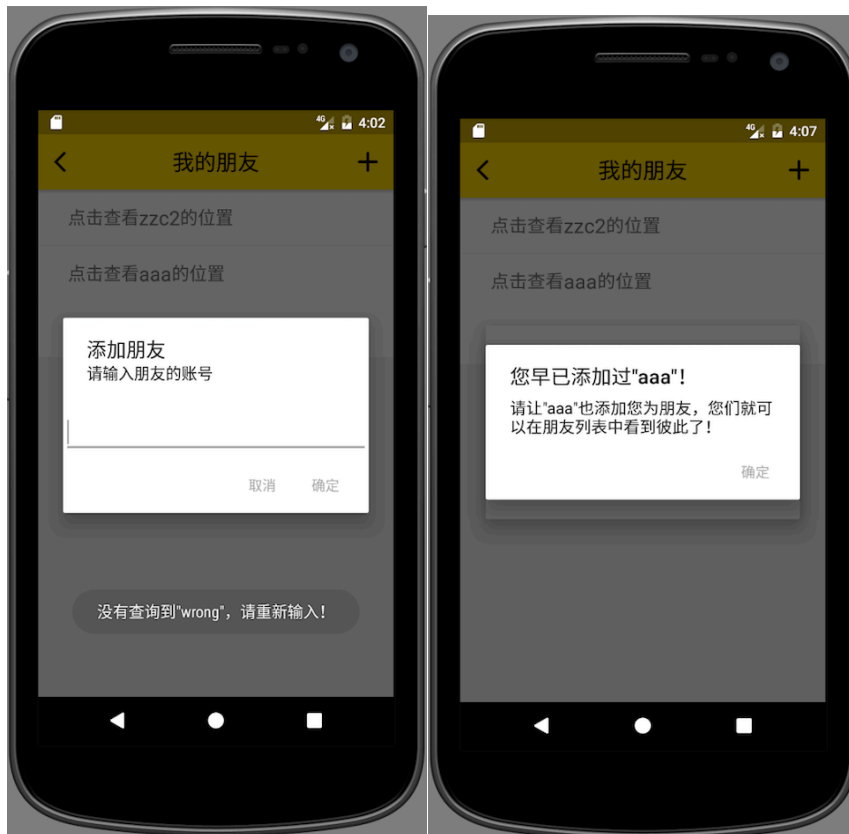 4G 4:02
我的朋友
点击查看zzc2的位置
点击查看aaa的位置
添加朋友
请输入朋友的账号
取消 确定
没有查询到"wrong"，请重新输入！
4G 4:07
我的朋友
点击查看zzc2的位置
点击查看aaa的位置
您早已添加过"aaa"！
请让"aaa"也添加您为朋友，您们就可
以在朋友列表中看到彼此了！
确定